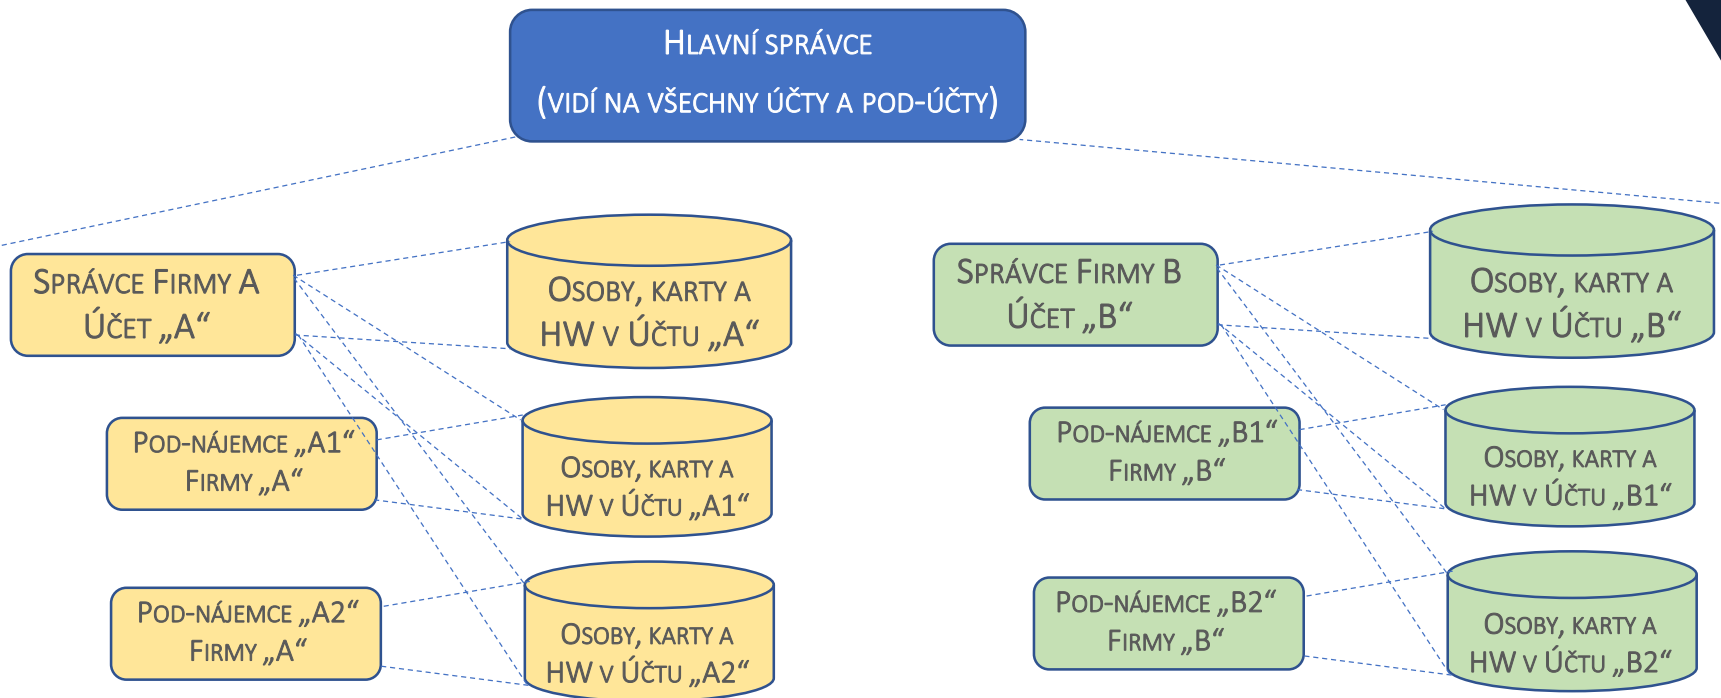 Hlavní správce
(vidí na všechny účty a pod-účty)
Správce Firmy A
Účet „A“
Osoby, karty a
HW v Účtu „A“
Pod-nájemce „A1“
Firmy „A“
Osoby, karty a
HW v Účtu „A1“
Pod-nájemce „A2“
Firmy „A“
Osoby, karty a
HW v Účtu „A2“
Správce Firmy B
Účet „B“
Osoby, karty a
HW v Účtu „B“
Pod-nájemce „B1“
Firmy „B“
Osoby, karty a
HW v Účtu „B1“
Pod-nájemce „B2“
Firmy „B“
Osoby, karty a
HW v Účtu „B2“